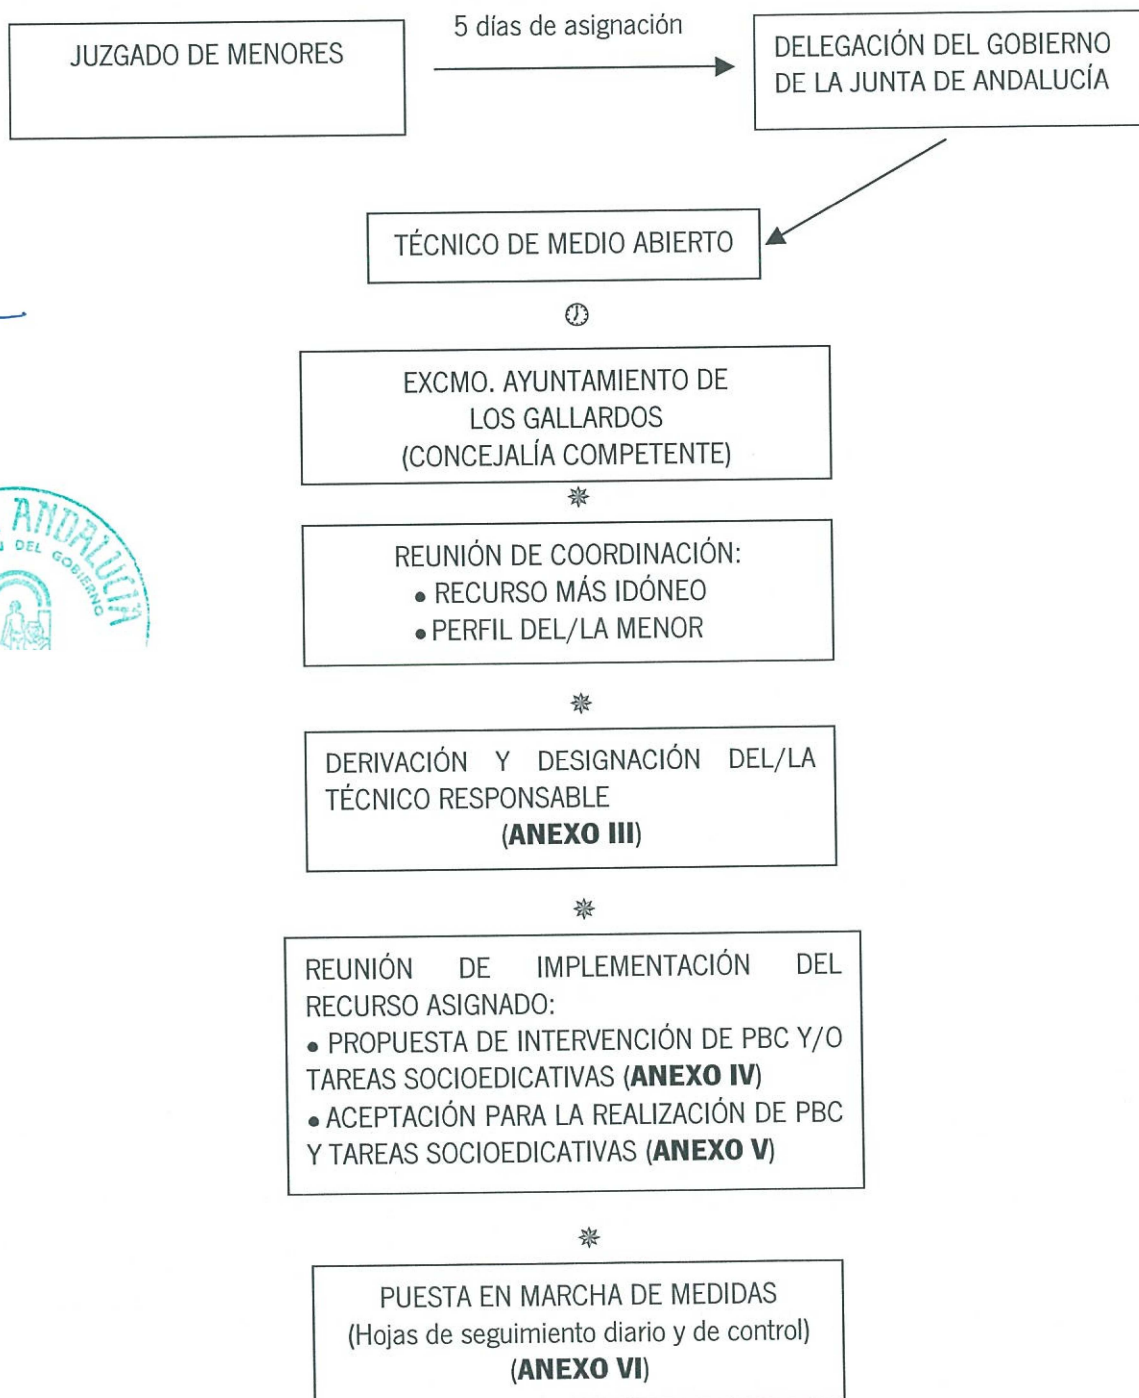 5 días de asignación
JUZGADO DE MENORES
DELEGACIÓN DEL GOBIERNO
DE LA JUNTA DE ANDALUCÍA
TÉCNICO DE MEDIO ABIERTO
EXCMO. AYUNTAMIENTO DE
LOS GALLARDOS
(CONCEJALÍA COMPETENTE)
REUNIÓN DE COORDINACIÓN:
• RECURSO MÁS IDÓNEO
• PERFIL DEL/LA MENOR
DERIVACIÓN Y DESIGNACIÓN DEL/LA
TÉCNICO RESPONSABLE
(ANEXO III)
REUNIÓN DE IMPLEMENTACIÓN DEL
RECURSO ASIGNADO:
• PROPUESTA DE INTERVENCIÓN DE PBC Y/O
TAREAS SOCIOEDICATIVAS (ANEXO IV)
• ACEPTACIÓN PARA LA REALIZACIÓN DE PBC
Y TAREAS SOCIOEDICATIVAS (ANEXO V)
PUESTA EN MARCHA DE MEDIDAS
(Hojas de seguimiento diario y de control)
(ANEXO VI)
ANDALUCIA
DEL GOBIERNO